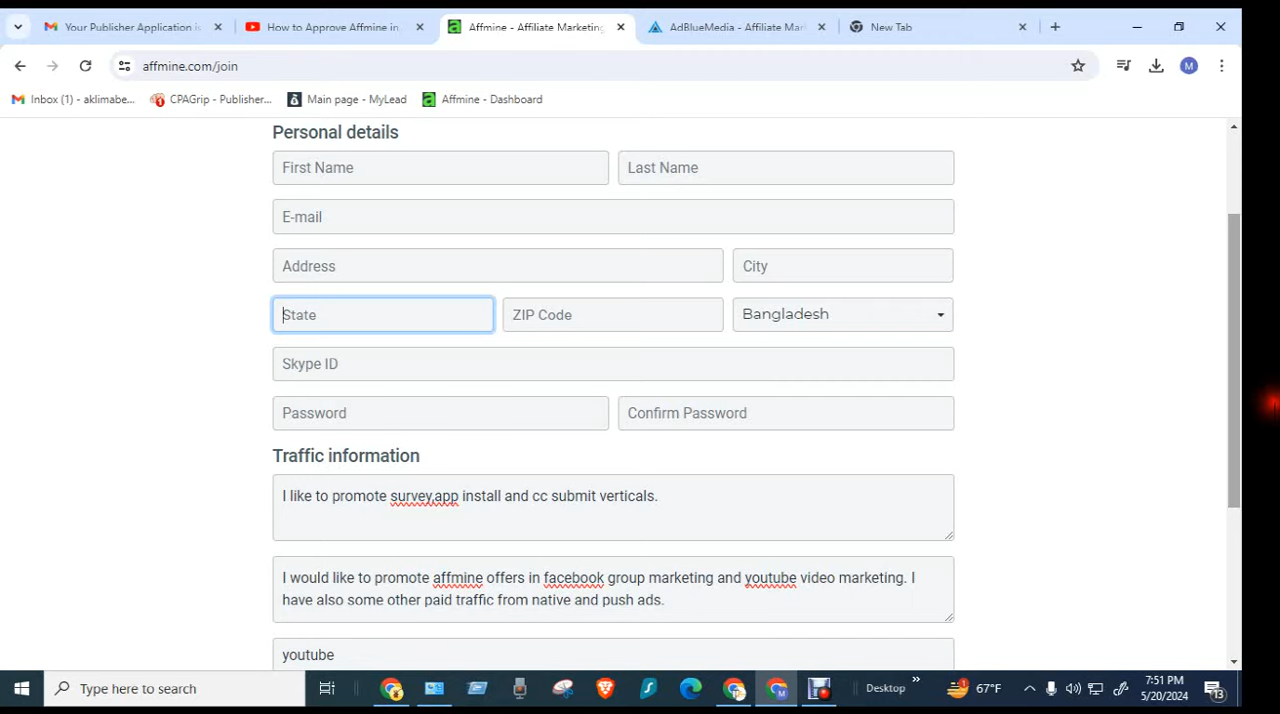 Your Publisher Application is
How to Approve Affmine in
Affmine - Affiliate Marketing
AdBlueMedia - Affiliate Mar
New Tab
affmine.com/join
M
Inbox (1) - aklimabe...
CPAGrip - Publisher...
Main page - MyLead
Affmine - Dashboard
Personal details
First Name
Last Name
E-mail
Address
City
State
ZIP Code
Bangladesh
Skype ID
Password
Confirm Password
Traffic information
I like to promote survey,app install and cc submit verticals.
I would like to promote affmine offers in facebook group marketing and youtube video marketing. I
have also some other paid traffic from native and push ads.
youtube
Type here to search
Desktop
67°F
7:51 PM
5/20/2024
13